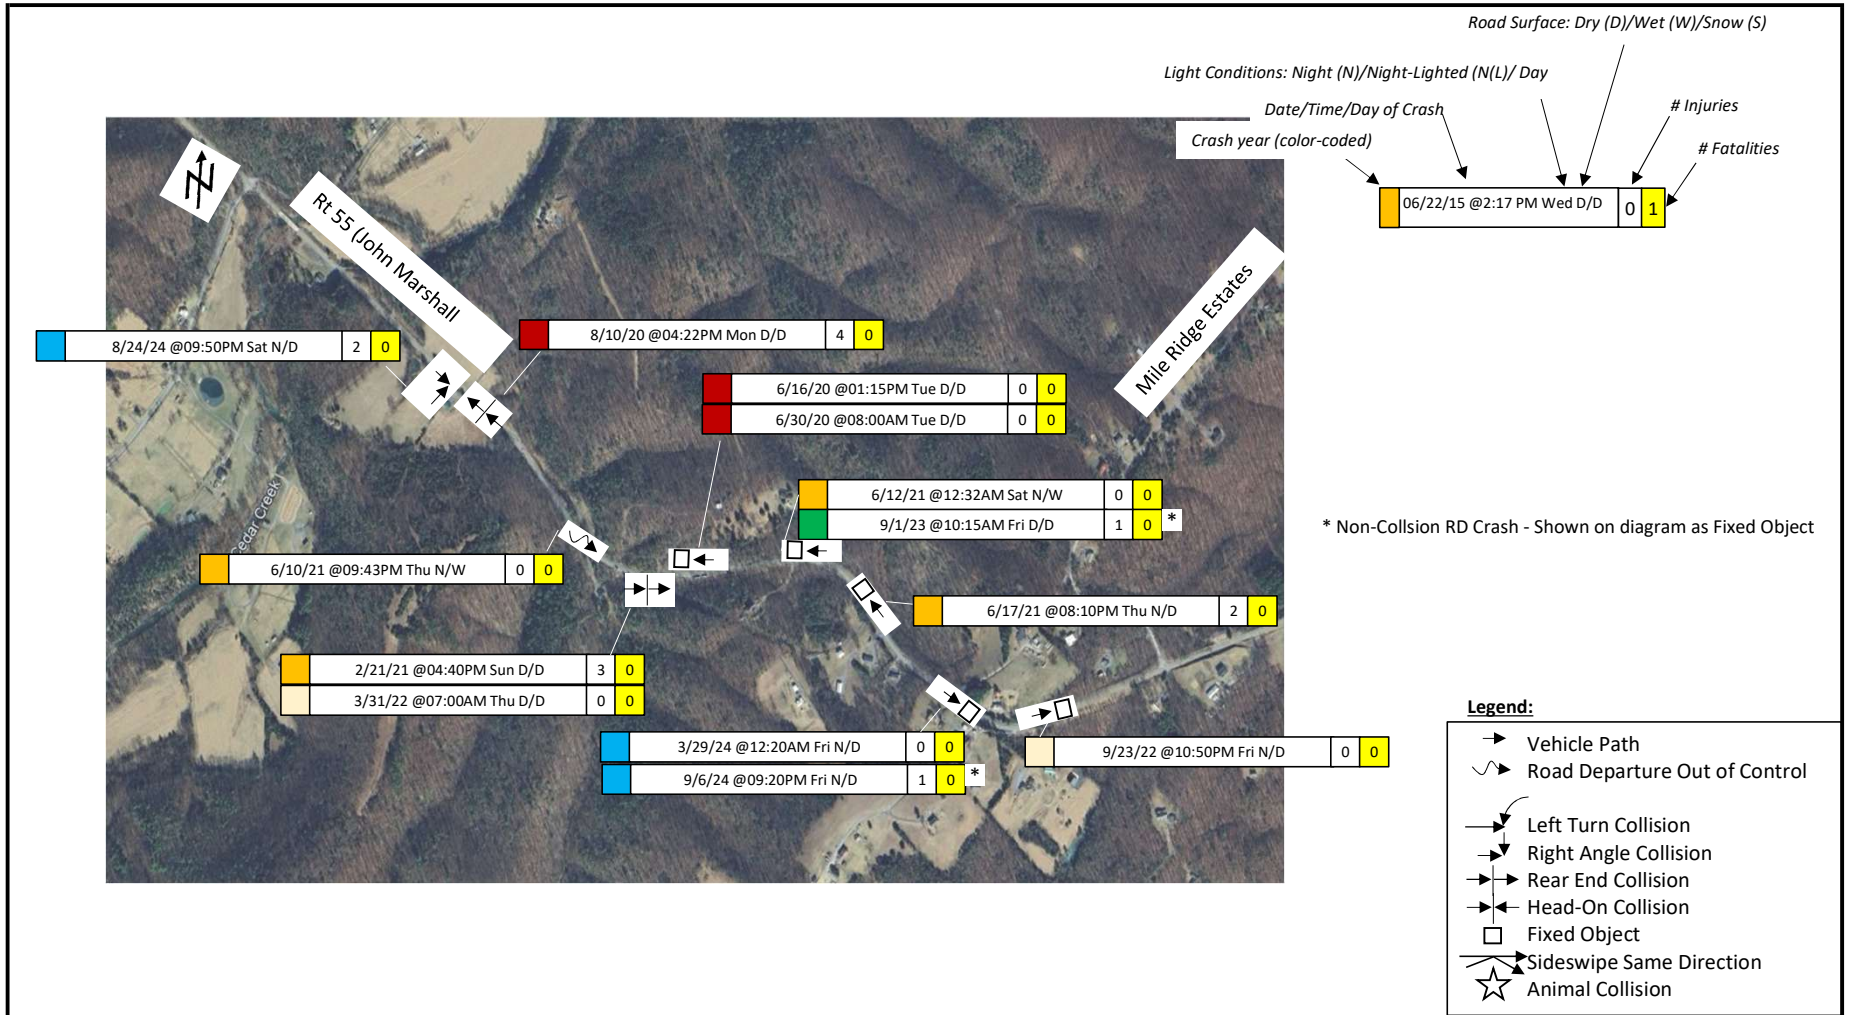 Road Surface: Dry (D)/Wet (W)/Snow (S)
Light Conditions: Night (N)/Night-Lighted (N(L)/ Day
Date/Time/Day of Crash
# Injuries
Crash year (color-coded)
# Fatalities
06/22/15 @2:17 PM Wed D/D 0 1
Rt 55 (John Marshall
Mile Ridge Estates
8/24/24 @09:50PM Sat N/D 2 0
8/10/20 @04:22PM Mon D/D 4 0
6/16/20 @01:15PM Tue D/D 0 0
6/30/20 @08:00AM Tue D/D 0 0
6/12/21 @12:32AM Sat N/W 0 0
9/1/23 @10:15AM Fri D/D 1 0 *
* Non-Collsion RD Crash - Shown on diagram as Fixed Object
Cedar Creek
6/10/21 @09:43PM Thu N/W 0 0
6/17/21 @08:10PM Thu N/D 2 0
2/21/21 @04:40PM Sun D/D 3 0
3/31/22 @07:00AM Thu D/D 0 0
3/29/24 @12:20AM Fri N/D 0 0
9/6/24 @09:20PM Fri N/D 1 0 *
9/23/22 @10:50PM Fri N/D 0 0
Legend:
Vehicle Path
Road Departure Out of Control
Left Turn Collision
Right Angle Collision
Rear End Collision
Head-On Collision
Fixed Object
Sideswipe Same Direction
Animal Collision